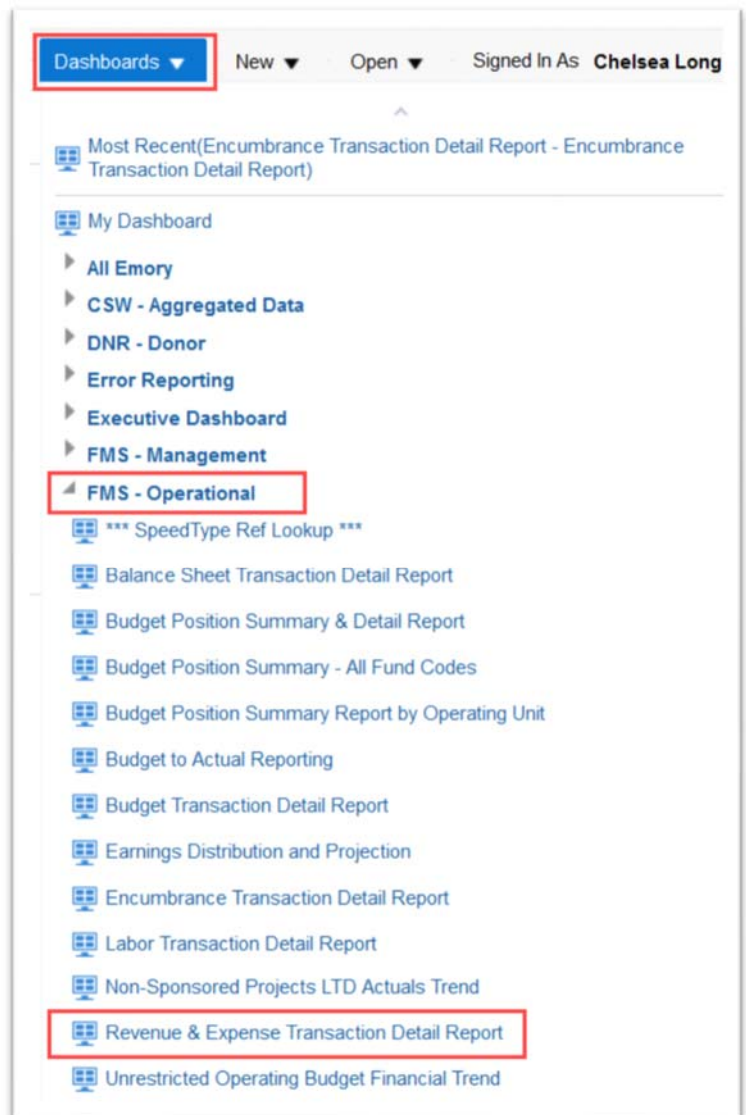 Dashboards New Open Signed In As Chelsea Long
Most Recent(Encumbrance Transaction Detail Report - Encumbrance
Transaction Detail Report)
My Dashboard
All Emory
CSW - Aggregated Data
DNR - Donor
Error Reporting
Executive Dashboard
FMS - Management
FMS - Operational
*** SpeedType Ref Lookup ***
Balance Sheet Transaction Detail Report
Budget Position Summary & Detail Report
Budget Position Summary - All Fund Codes
Budget Position Summary Report by Operating Unit
Budget to Actual Reporting
Budget Transaction Detail Report
Earnings Distribution and Projection
Encumbrance Transaction Detail Report
Labor Transaction Detail Report
Non-Sponsored Projects LTD Actuals Trend
Revenue & Expense Transaction Detail Report
Unrestricted Operating Budget Financial Trend